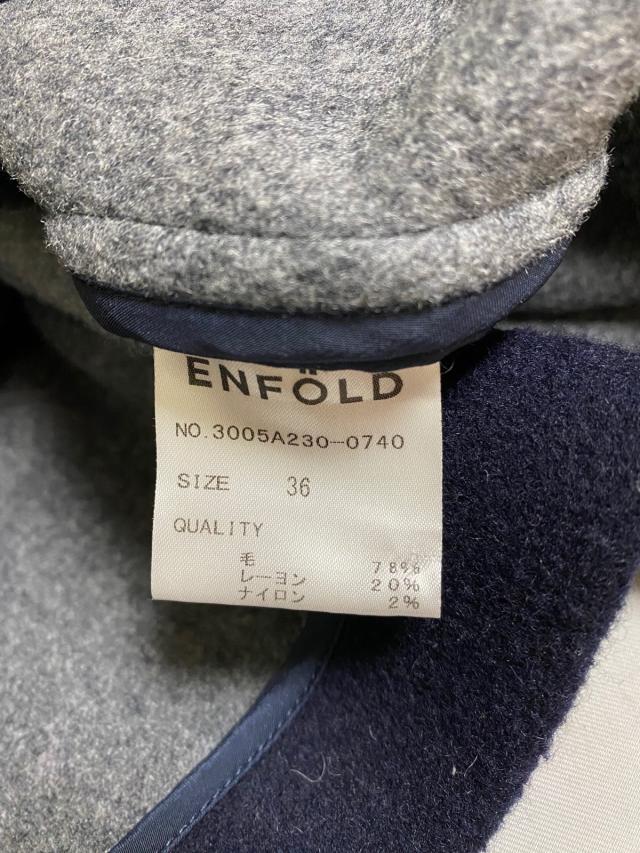 ENFÖLD
NO.3005A230-0740
SIZE 36
QUALITY
毛 78%
レーヨン 20%
ナイロン 2%